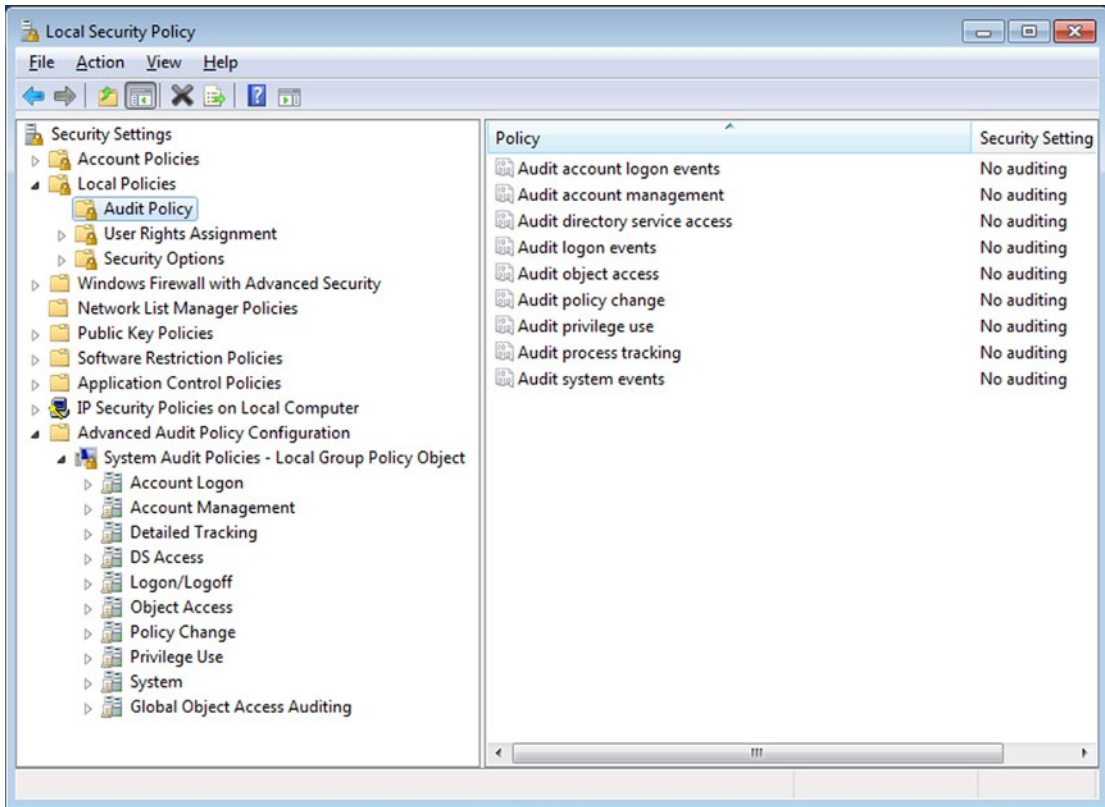 Local Security Policy
File Action View Help
Security Settings
Account Policies
Local Policies
Audit Policy
User Rights Assignment
Security Options
Windows Firewall with Advanced Security
Network List Manager Policies
Public Key Policies
Software Restriction Policies
Application Control Policies
IP Security Policies on Local Computer
Advanced Audit Policy Configuration
System Audit Policies - Local Group Policy Object
Account Logon
Account Management
Detailed Tracking
DS Access
Logon/Logoff
Object Access
Policy Change
Privilege Use
System
Global Object Access Auditing
Policy Security Setting
Audit account logon events No auditing
Audit account management No auditing
Audit directory service access No auditing
Audit logon events No auditing
Audit object access No auditing
Audit policy change No auditing
Audit privilege use No auditing
Audit process tracking No auditing
Audit system events No auditing